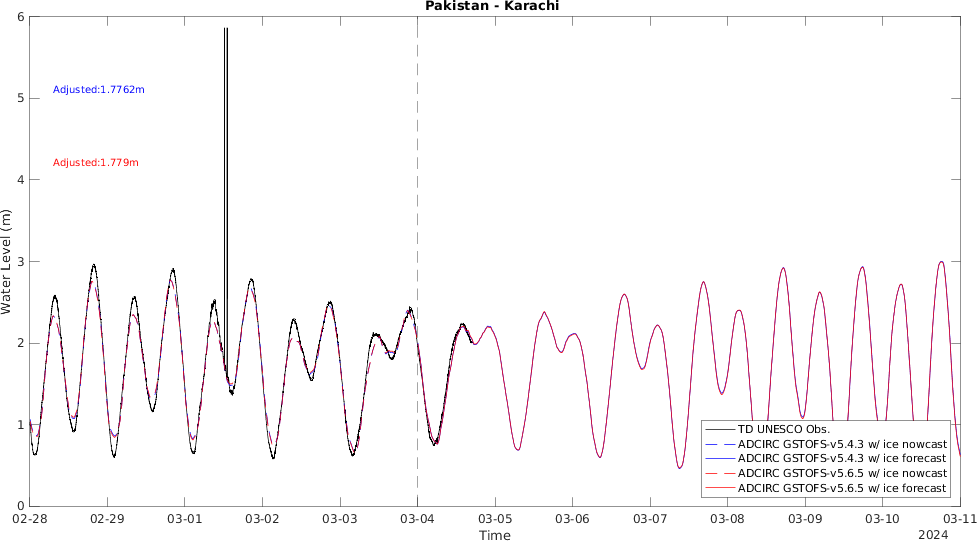 Pakistan - Karachi
6
5
4
3
2
1
0
Water Level (m)
Adjusted:1.7762m
Adjusted:1.779m
TD UNESCO Obs.
ADCIRC GSTOFS-v5.4.3 w/ ice nowcast
ADCIRC GSTOFS-v5.4.3 w/ ice forecast
ADCIRC GSTOFS-v5.6.5 w/ ice nowcast
ADCIRC GSTOFS-v5.6.5 w/ ice forecast
02-28 02-29 03-01 03-02 03-03 03-04 03-05 03-06 03-07 03-08 03-09 03-10 03-11
Time
2024